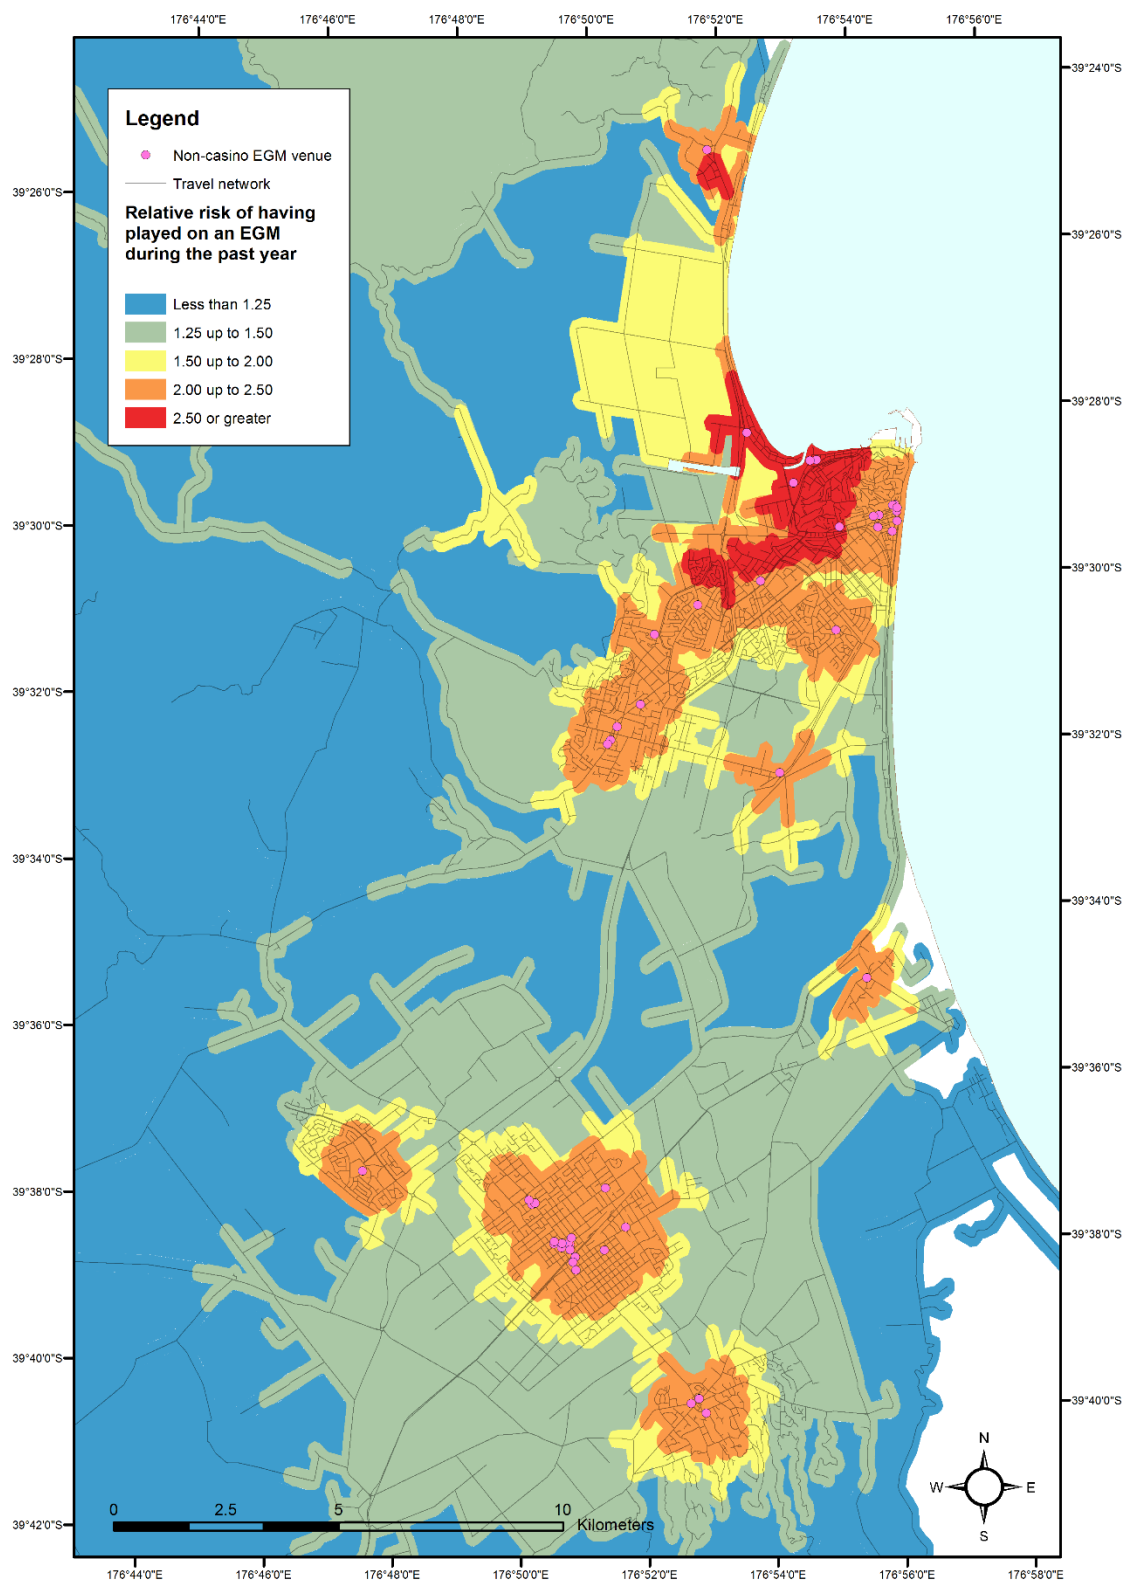 176°44'0"E
176°46'0"E
176°48'0"E
176°50'0"E
176°52'0"E
176°54'0"E
176°56'0"E
39°24'0"S
Legend
Non-casino EGM venue
Travel network
Relative risk of having
played on an EGM
during the past year
Less than 1.25
1.25 up to 1.50
1.50 up to 2.00
2.00 up to 2.50
2.50 or greater
39°26'0"S
39°26'0"S
39°28'0"S
39°28'0"S
39°30'0"S
39°30'0"S
39°32'0"S
39°32'0"S
39°34'0"S
39°34'0"S
39°36'0"S
39°36'0"S
39°38'0"S
39°38'0"S
39°40'0"S
39°40'0"S
N
W E
S
0 2.5 5 10
Kilometers
39°42'0"S
176°44'0"E
176°46'0"E
176°48'0"E
176°50'0"E
176°52'0"E
176°54'0"E
176°56'0"E
176°58'0"E